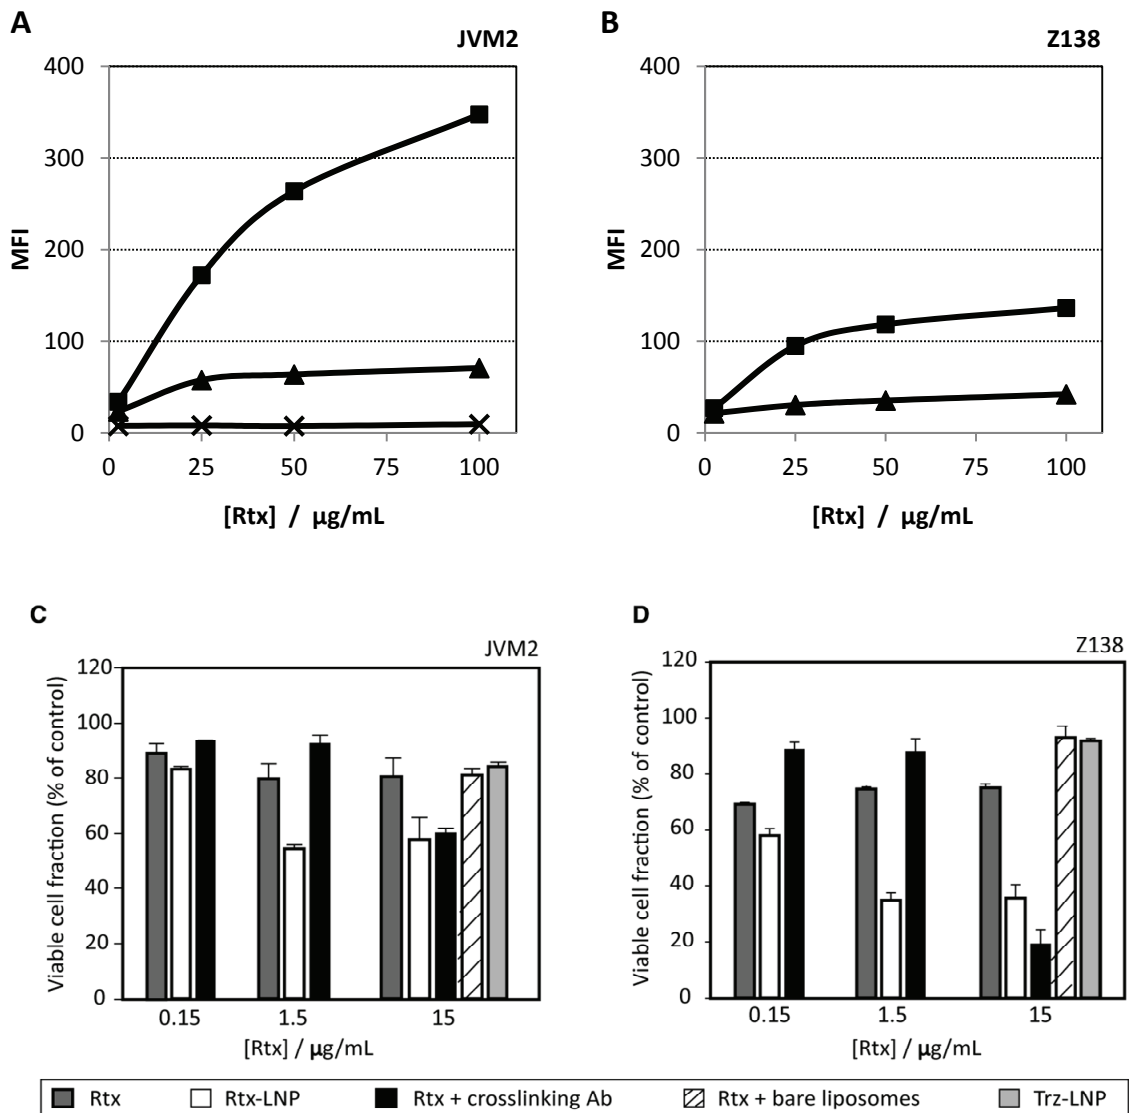 A
JVM2
400
300
200
100
0
MFI
0 25 50 75 100
[Rtx] / µg/mL
B
Z138
400
300
200
100
0
MFI
0 25 50 75 100
[Rtx] / µg/mL
C
JVM2
120
100
80
60
40
20
0
Viable cell fraction (% of control)
0.15 1.5 15
[Rtx] / µg/mL
D
Z138
120
100
80
60
40
20
0
Viable cell fraction (% of control)
0.15 1.5 15
[Rtx] / µg/mL
Rtx Rtx-LNP Rtx + crosslinking Ab Rtx + bare liposomes Trz-LNP